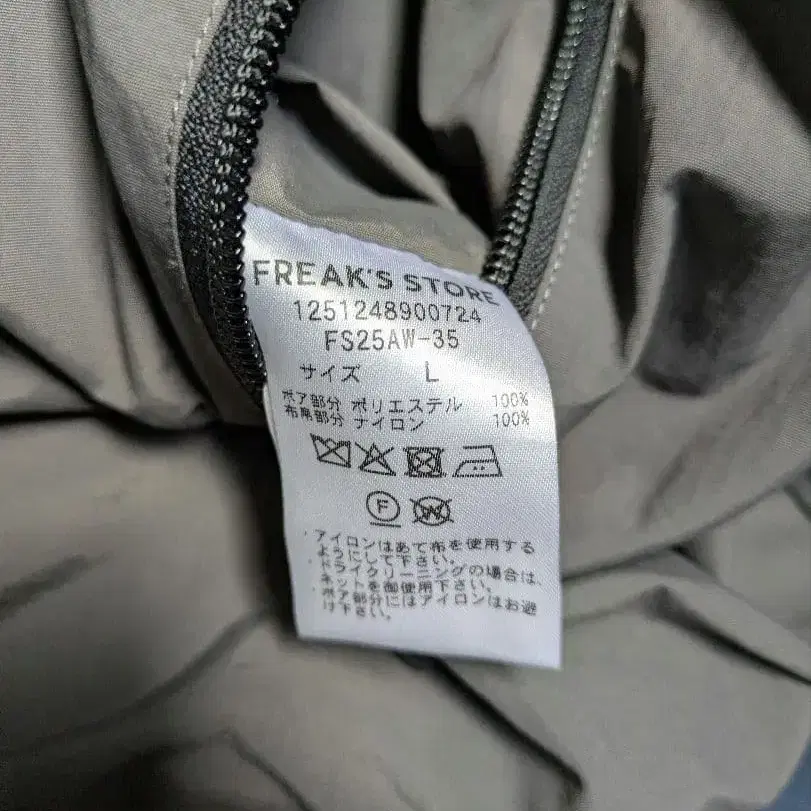 FREAK'S STORE
1251248900724
FS25AW-35
サイズ L
ボア部分 ポリエステル 100%
布帛部分 ナイロン 100%
F
W
アイロンはあて布を使用する
ようにして下さい。
ドライクリーニングの場合は、
ネットを御使用下さい。
ボア部分にはアイロンはお避
け下さい。